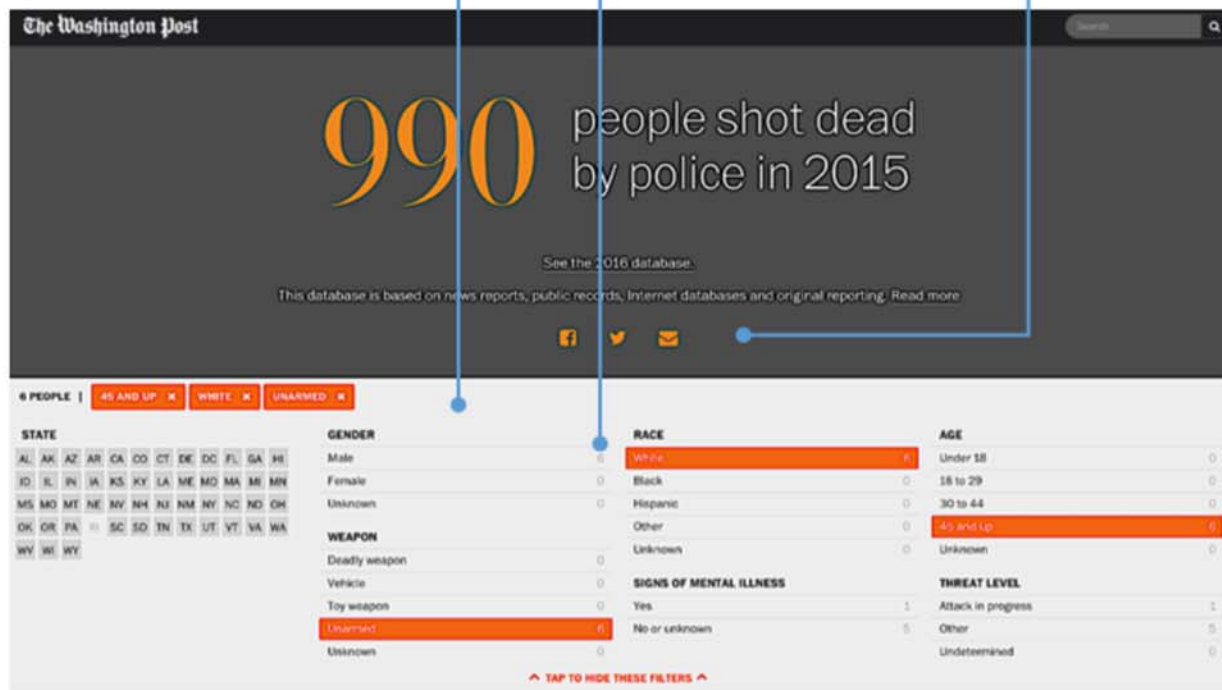 The Washington Post
Search
990 people shot dead
by police in 2015
See the 2016 database.
This database is based on news reports, public records, Internet databases and original reporting. Read more
6 PEOPLE | 45 AND UP × WHITE × UNARMED ×
STATE
AL AK AZ AR CA CO CT DE DC FL GA HI
ID IL IN IA KS KY LA ME MD MA MI MN
MS MO MT NE NV NH NJ NM NY NC ND OH
OK OR PA RI SC SD TN TX UT VT VA WA
WV WI WY
GENDER
Male 6
Female 0
Unknown 0
WEAPON
Deadly weapon 0
Vehicle 0
Toy weapon 0
Unarmed 6
Unknown 0
RACE
White 6
Black 0
Hispanic 0
Other 0
Unknown 0
SIGNS OF MENTAL ILLNESS
Yes 1
No or unknown 5
AGE
Under 18 0
18 to 29 0
30 to 44 0
45 and up 6
Unknown 0
THREAT LEVEL
Attack in progress 1
Other 5
Undetermined 0
TAP TO HIDE THESE FILTERS